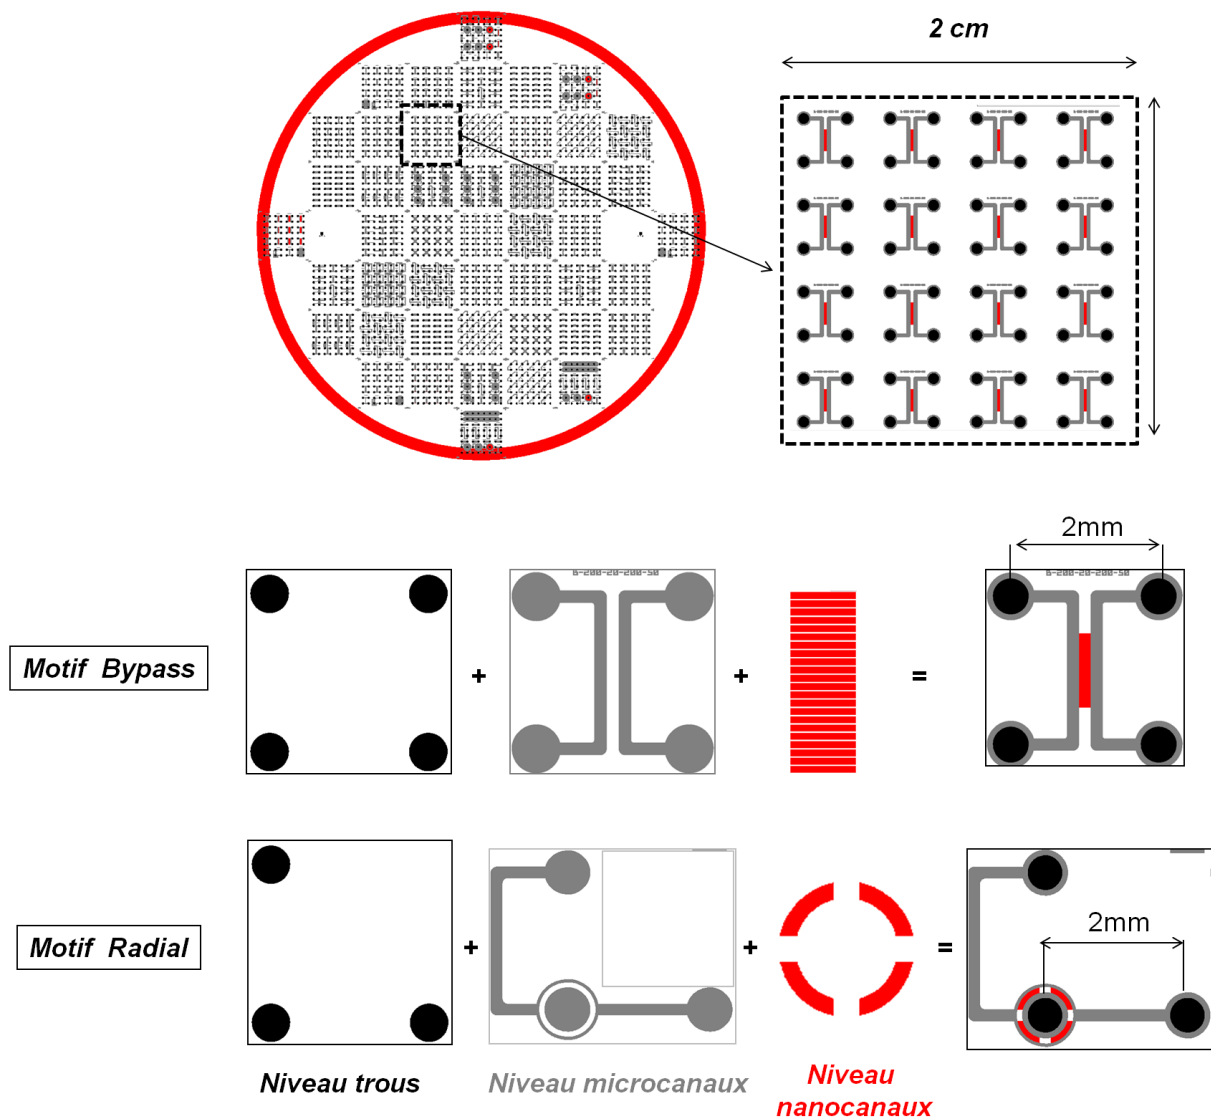 2 cm
2mm
B-200-20-200-50
B-200-20-200-50
Motif Bypass
+
+
=
2mm
Motif Radial
+
+
=
Niveau trous
Niveau microcanaux
Niveau
nanocanaux